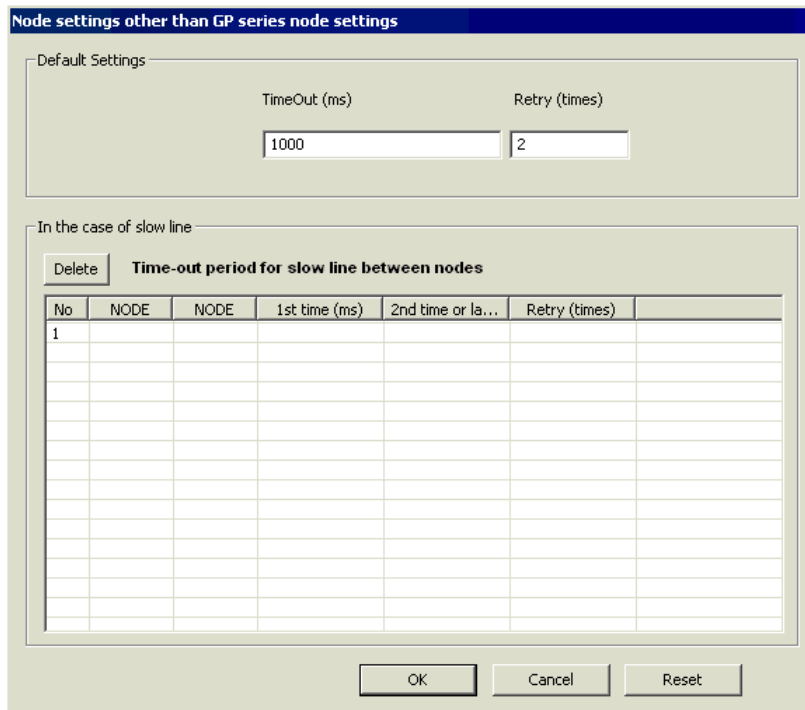 Node settings other than GP series node settings
Default Settings
TimeOut (ms) Retry (times)
1000 2
In the case of slow line
Delete Time-out period for slow line between nodes
No NODE NODE 1st time (ms) 2nd time or la... Retry (times)
1
OK Cancel Reset